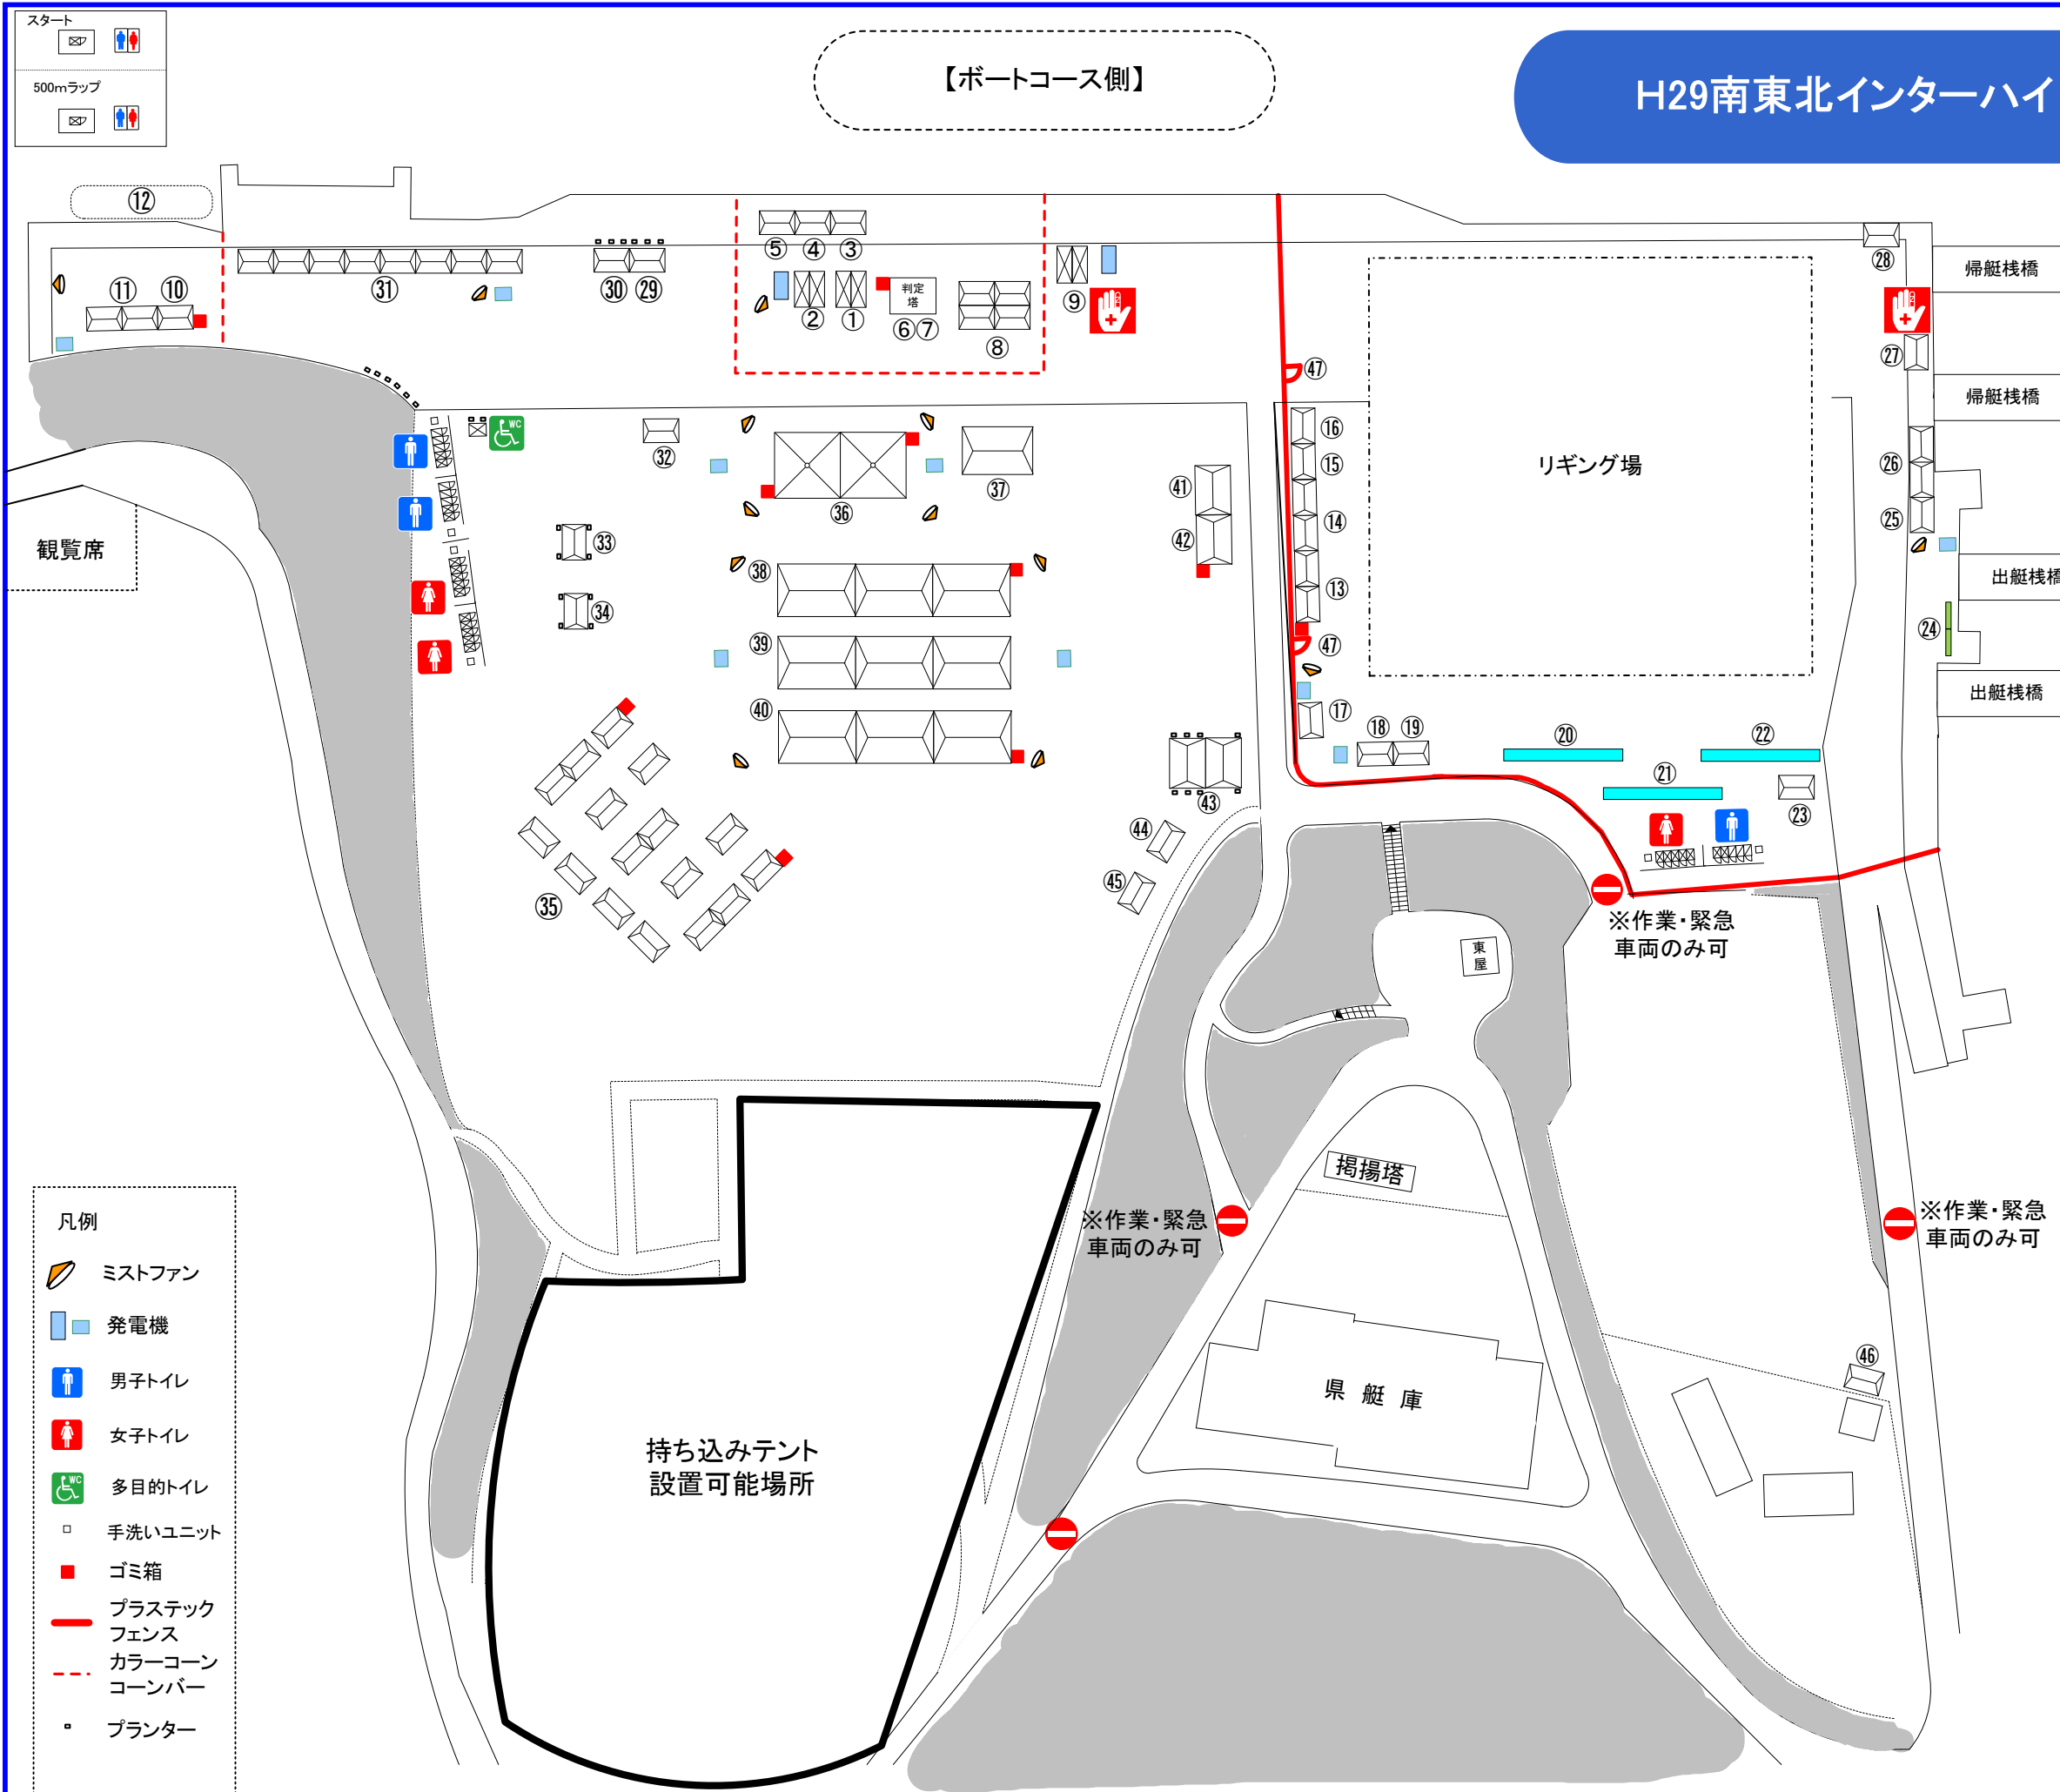 スタート
500mラップ
【ボートコース側】
H29南東北インターハイ
⑫
⑤ ④ ③
㉘
帰艇桟橋
⑪ ⑩
㉛
㉚ ㉙
② ①
判定
塔
⑥⑦
⑧
⑨
㉗
帰艇桟橋
㊼
WC
㉜
㊱
㊲
㊶
㊷
⑯
⑮
⑭
⑬
㊼
リギング場
㉖
㉕
出艇桟橋
㉔
出艇桟橋
観覧席
㉝
㉞
㊳
㊴
㊵
⑰
⑱ ⑲
⑳
㉒
㉑
㉓
㊸
㊹
㊺
㉟
※作業・緊急
車両のみ可
東
屋
掲揚塔
※作業・緊急
車両のみ可
※作業・緊急
車両のみ可
㊻
県艇庫
持ち込みテント
設置可能場所
凡例
ミストファン
発電機
男子トイレ
女子トイレ
WC
多目的トイレ
手洗いユニット
ゴミ箱
プラステック
フェンス
カラーコーン
コーンバー
プランター